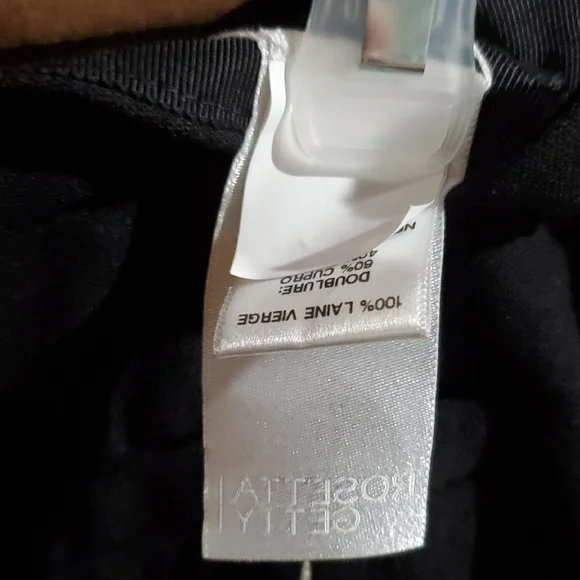 100% LAINE VIERGE
DOUBLURE:
60% CUPRO
ROSETTA
GETTY